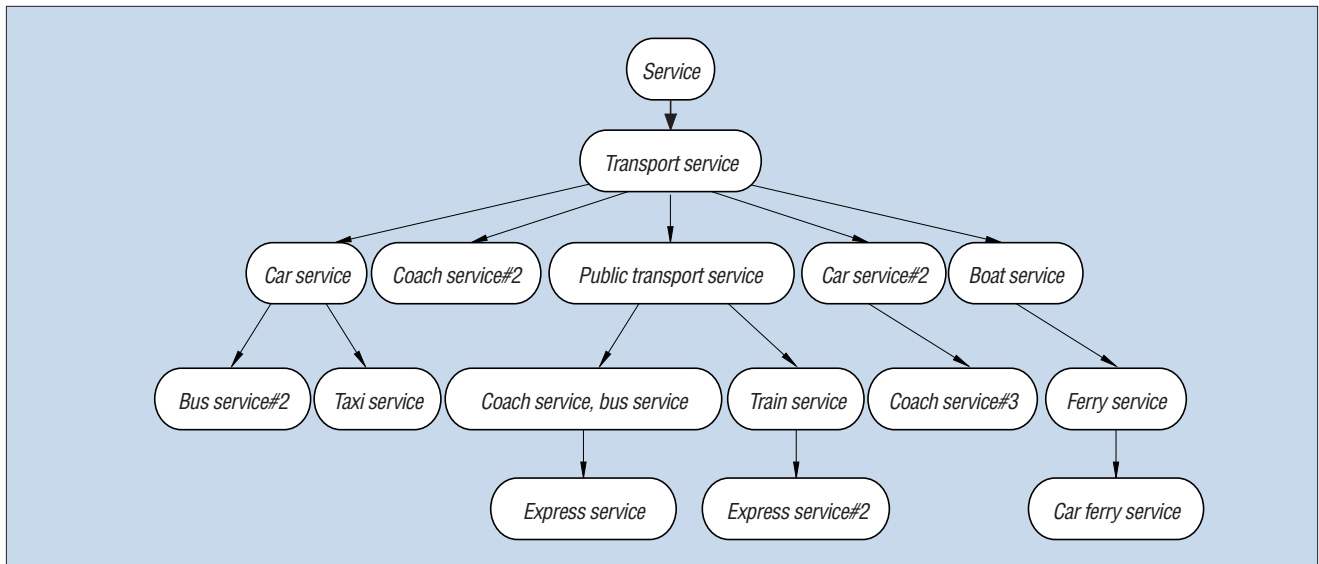 Service
Transport service
Car service
Coach service#2
Public transport service
Car service#2
Boat service
Bus service#2
Taxi service
Coach service, bus service
Train service
Coach service#3
Ferry service
Express service
Express service#2
Car ferry service